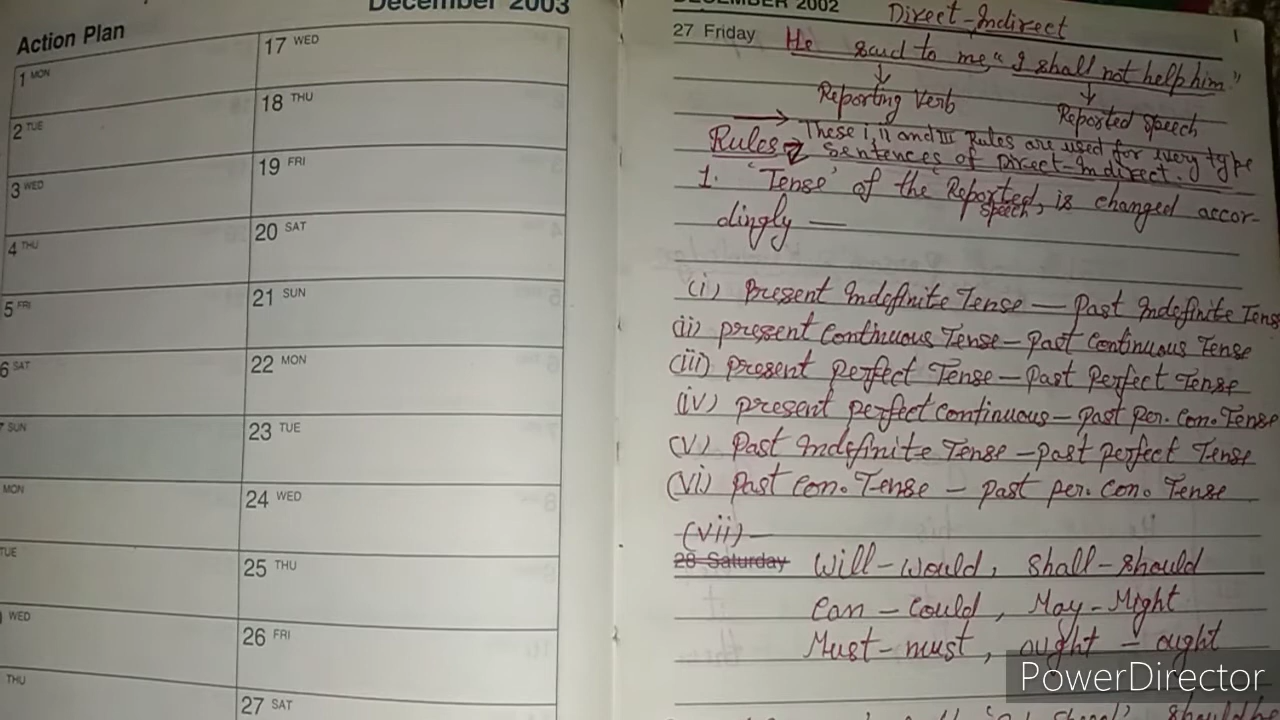 December 2003
Action Plan
1 MON
2 TUE
3 WED
4 THU
5 FRI
6 SAT
7 SUN
MON
TUE
WED
THU
17 WED
18 THU
19 FRI
20 SAT
21 SUN
22 MON
23 TUE
24 WED
25 THU
26 FRI
27 SAT
DECEMBER 2002
Direct-Indirect
1
27 Friday
He said to me, "I shall not help him."
Reporting Verb
Reported Speech
These I, II and III Rules are used for every type
Rules sentences of Direct-Indirect.
1. 'Tense' of the Reported speech, is changed accor-
dingly —
(i) Present Indefinite Tense — Past Indefinite Tens
(ii) present continuous Tense – Past Continuous Tense
(iii) present perfect Tense – Past Perfect Tense
(iv) present perfect continuous – past per. con. Tense
(v) Past Indefinite Tense – past perfect Tense
(vi) Past con. Tense – past per. con. Tense
(vii) —
28 Saturday
will – would, shall – should
can – could, May – Might
Must – must, ought – ought
PowerDirector